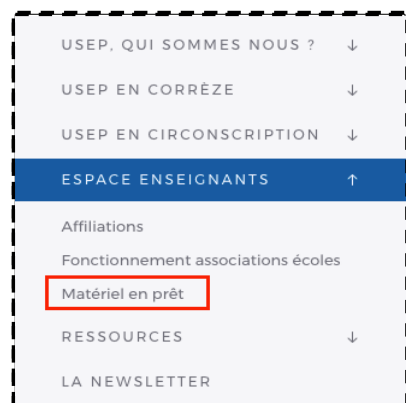 USEP, QUI SOMMES NOUS ? ↓
USEP EN CORRÈZE ↓
USEP EN CIRCONSCRIPTION ↓
ESPACE ENSEIGNANTS ↑
Affiliations
Fonctionnement associations écoles
Matériel en prêt
RESSOURCES ↓
LA NEWSLETTER